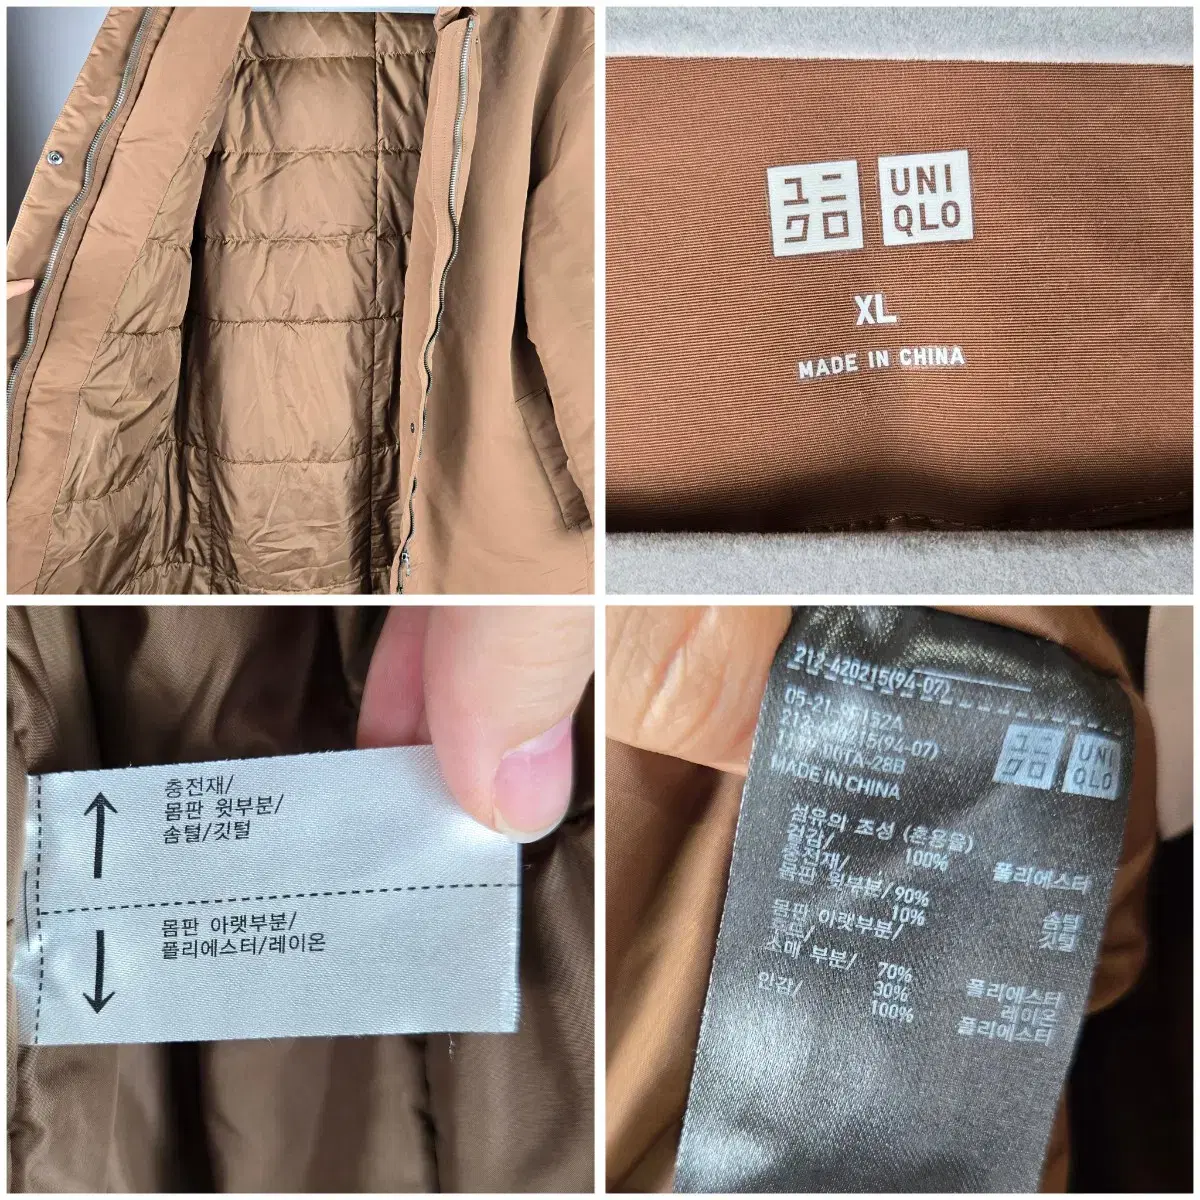 ユニ
クロ
UNI
QLO
XL
MADE IN CHINA
충전재/
몸판 윗부분/
솜털/깃털
몸판 아랫부분/
폴리에스터/레이온
212-420215(94-07)
MADE IN CHINA
ユニ
クロ
UNI
QLO
섬유의 조성 (혼용율)
겉감/ 100% 폴리에스터
충전재/
몸판 윗부분/ 90% 솜털
10% 깃털
몸판 아랫부분/
소매 부분/ 70% 폴리에스터
30% 레이온
안감/ 100% 폴리에스터